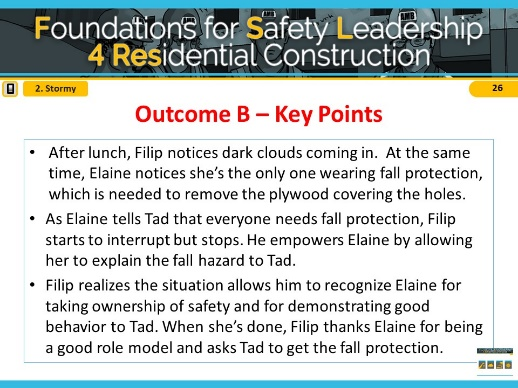 Foundations for Safety Leadership
4 Residential Construction
2. Stormy
26
Outcome B – Key Points
• After lunch, Filip notices dark clouds coming in. At the same
time, Elaine notices she's the only one wearing fall protection,
which is needed to remove the plywood covering the holes.
• As Elaine tells Tad that everyone needs fall protection, Filip
starts to interrupt but stops. He empowers Elaine by allowing
her to explain the fall hazard to Tad.
• Filip realizes the situation allows him to recognize Elaine for
taking ownership of safety and for demonstrating good
behavior to Tad. When she's done, Filip thanks Elaine for being
a good role model and asks Tad to get the fall protection.